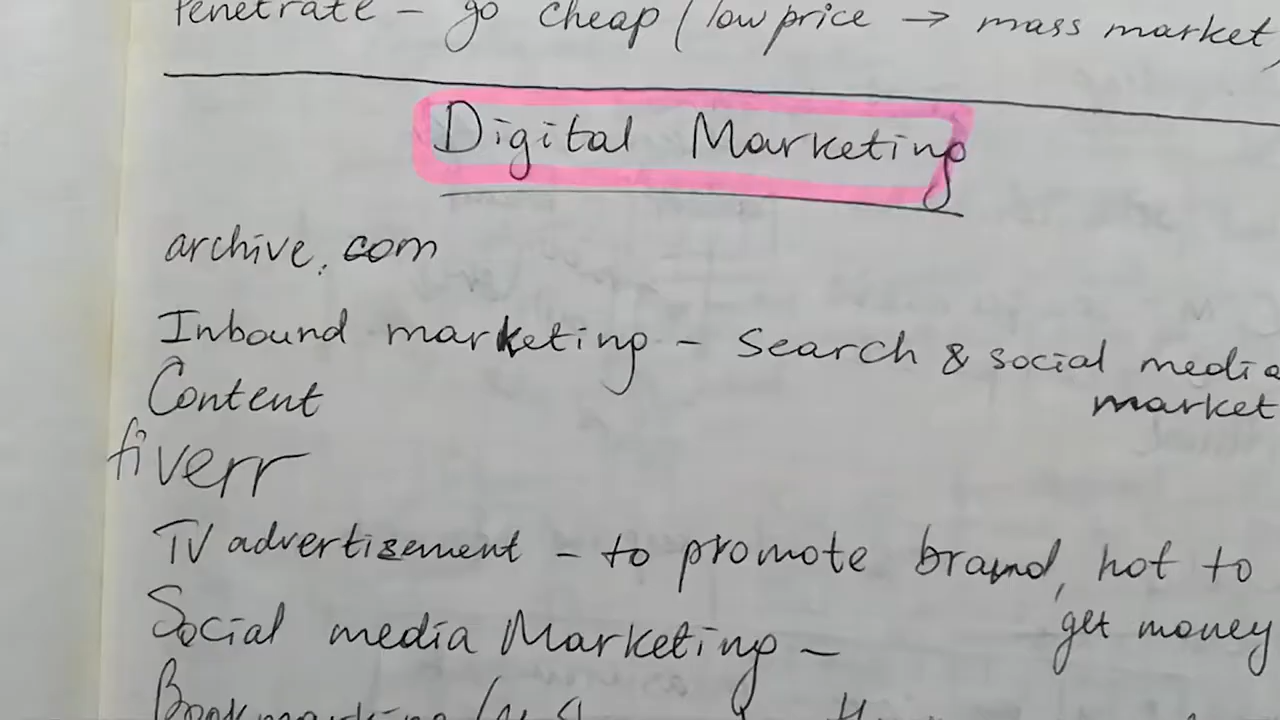 Penetrate - go cheap (low price → mass market)
Digital Marketing
archive.com
Inbound marketing - Search & social media
market
Content
fiverr
TV advertisement - to promote brand, not to
get money
Social media Marketing -